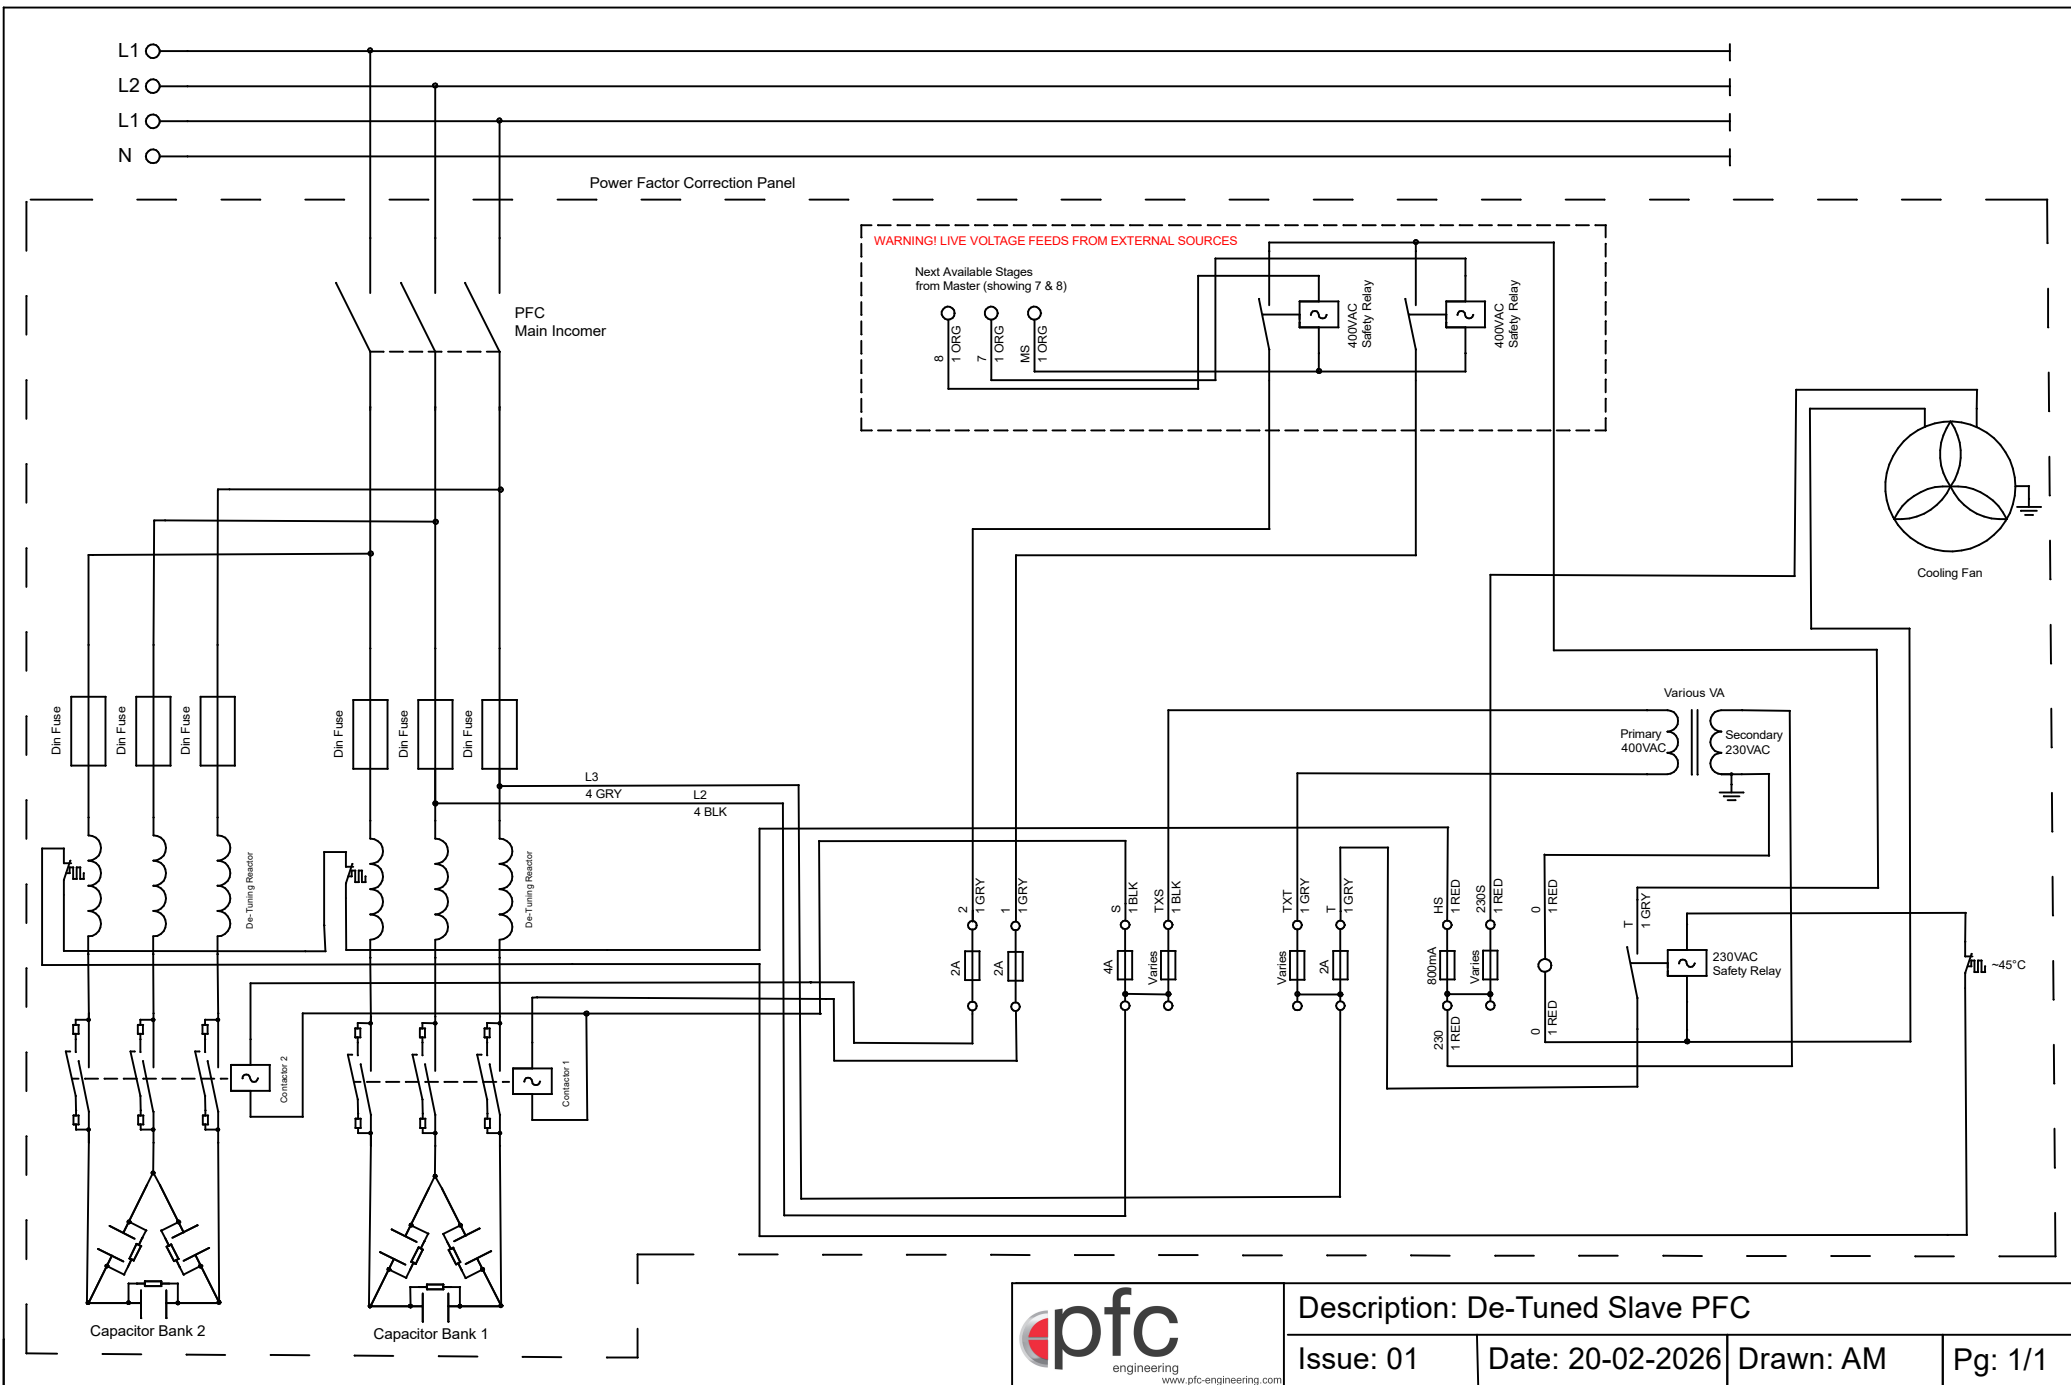 L1
L2
L1
N
Power Factor Correction Panel
WARNING! LIVE VOLTAGE FEEDS FROM EXTERNAL SOURCES
Next Available Stages
from Master (showing 7 & 8)
8
1 ORG
7
1 ORG
MS
1 ORG
400VAC
Safety Relay
400VAC
Safety Relay
PFC
Main Incomer
Cooling Fan
Din Fuse
Din Fuse
Din Fuse
Din Fuse
Din Fuse
Din Fuse
L3
4 GRY
L2
4 BLK
Various VA
Primary
400VAC
Secondary
230VAC
De-Tuning Reactor
De-Tuning Reactor
2
1 GRY
1
1 GRY
S
1 BLK
TXS
1 BLK
TXT
1 GRY
T
1 GRY
HS
1 RED
230S
1 RED
0
1 RED
T
1 GRY
2A
2A
4A
Varies
Varies
2A
800mA
Varies
230VAC
Safety Relay
~45°C
230
1 RED
0
1 RED
Contactor 2
Contactor 1
Capacitor Bank 2
Capacitor Bank 1
pfc
engineering
www.pfc-engineering.com
Description: De-Tuned Slave PFC
Issue: 01
Date: 20-02-2026
Drawn: AM
Pg: 1/1